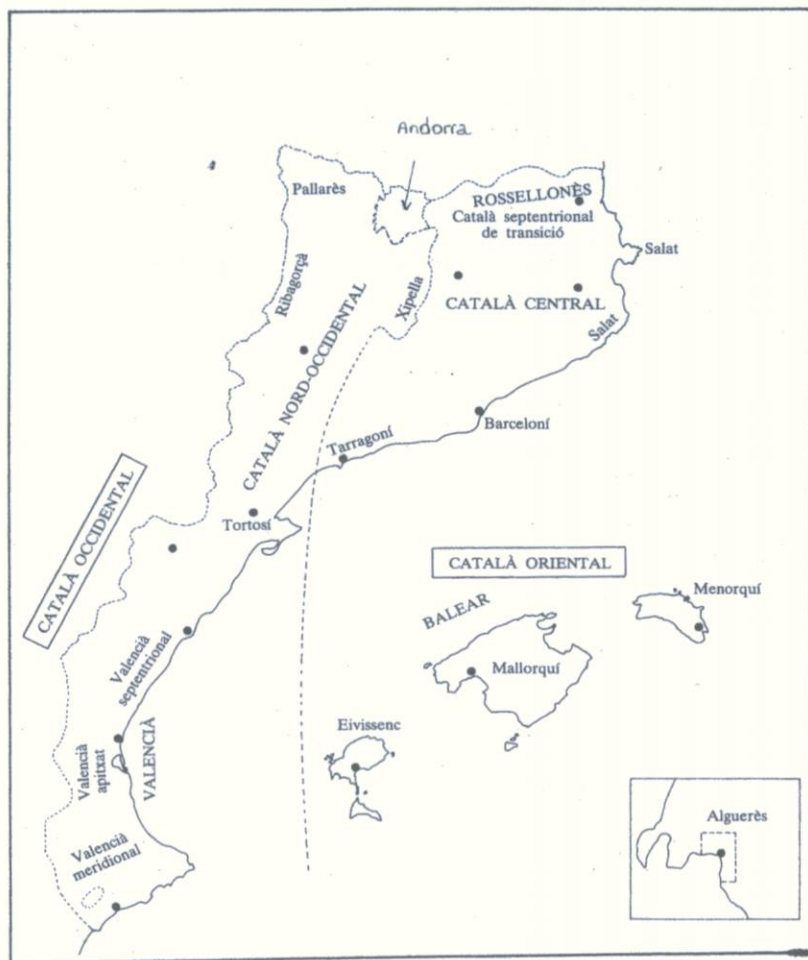 Andorra
Pallarès
ROSSELLONÈS
Català septentrional
de transició
Salat
Ribagorçà
Xipella
CATALÀ CENTRAL
Salat
CATALÀ NORD-OCCIDENTAL
Barceloní
Tarragoní
CATALÀ OCCIDENTAL
Tortosí
CATALÀ ORIENTAL
Menorquí
BALEAR
Valencià
septentrional
Mallorquí
Eivissenc
Valencià
apitxat
VALENCIÀ
Alguerès
Valencià
meridional